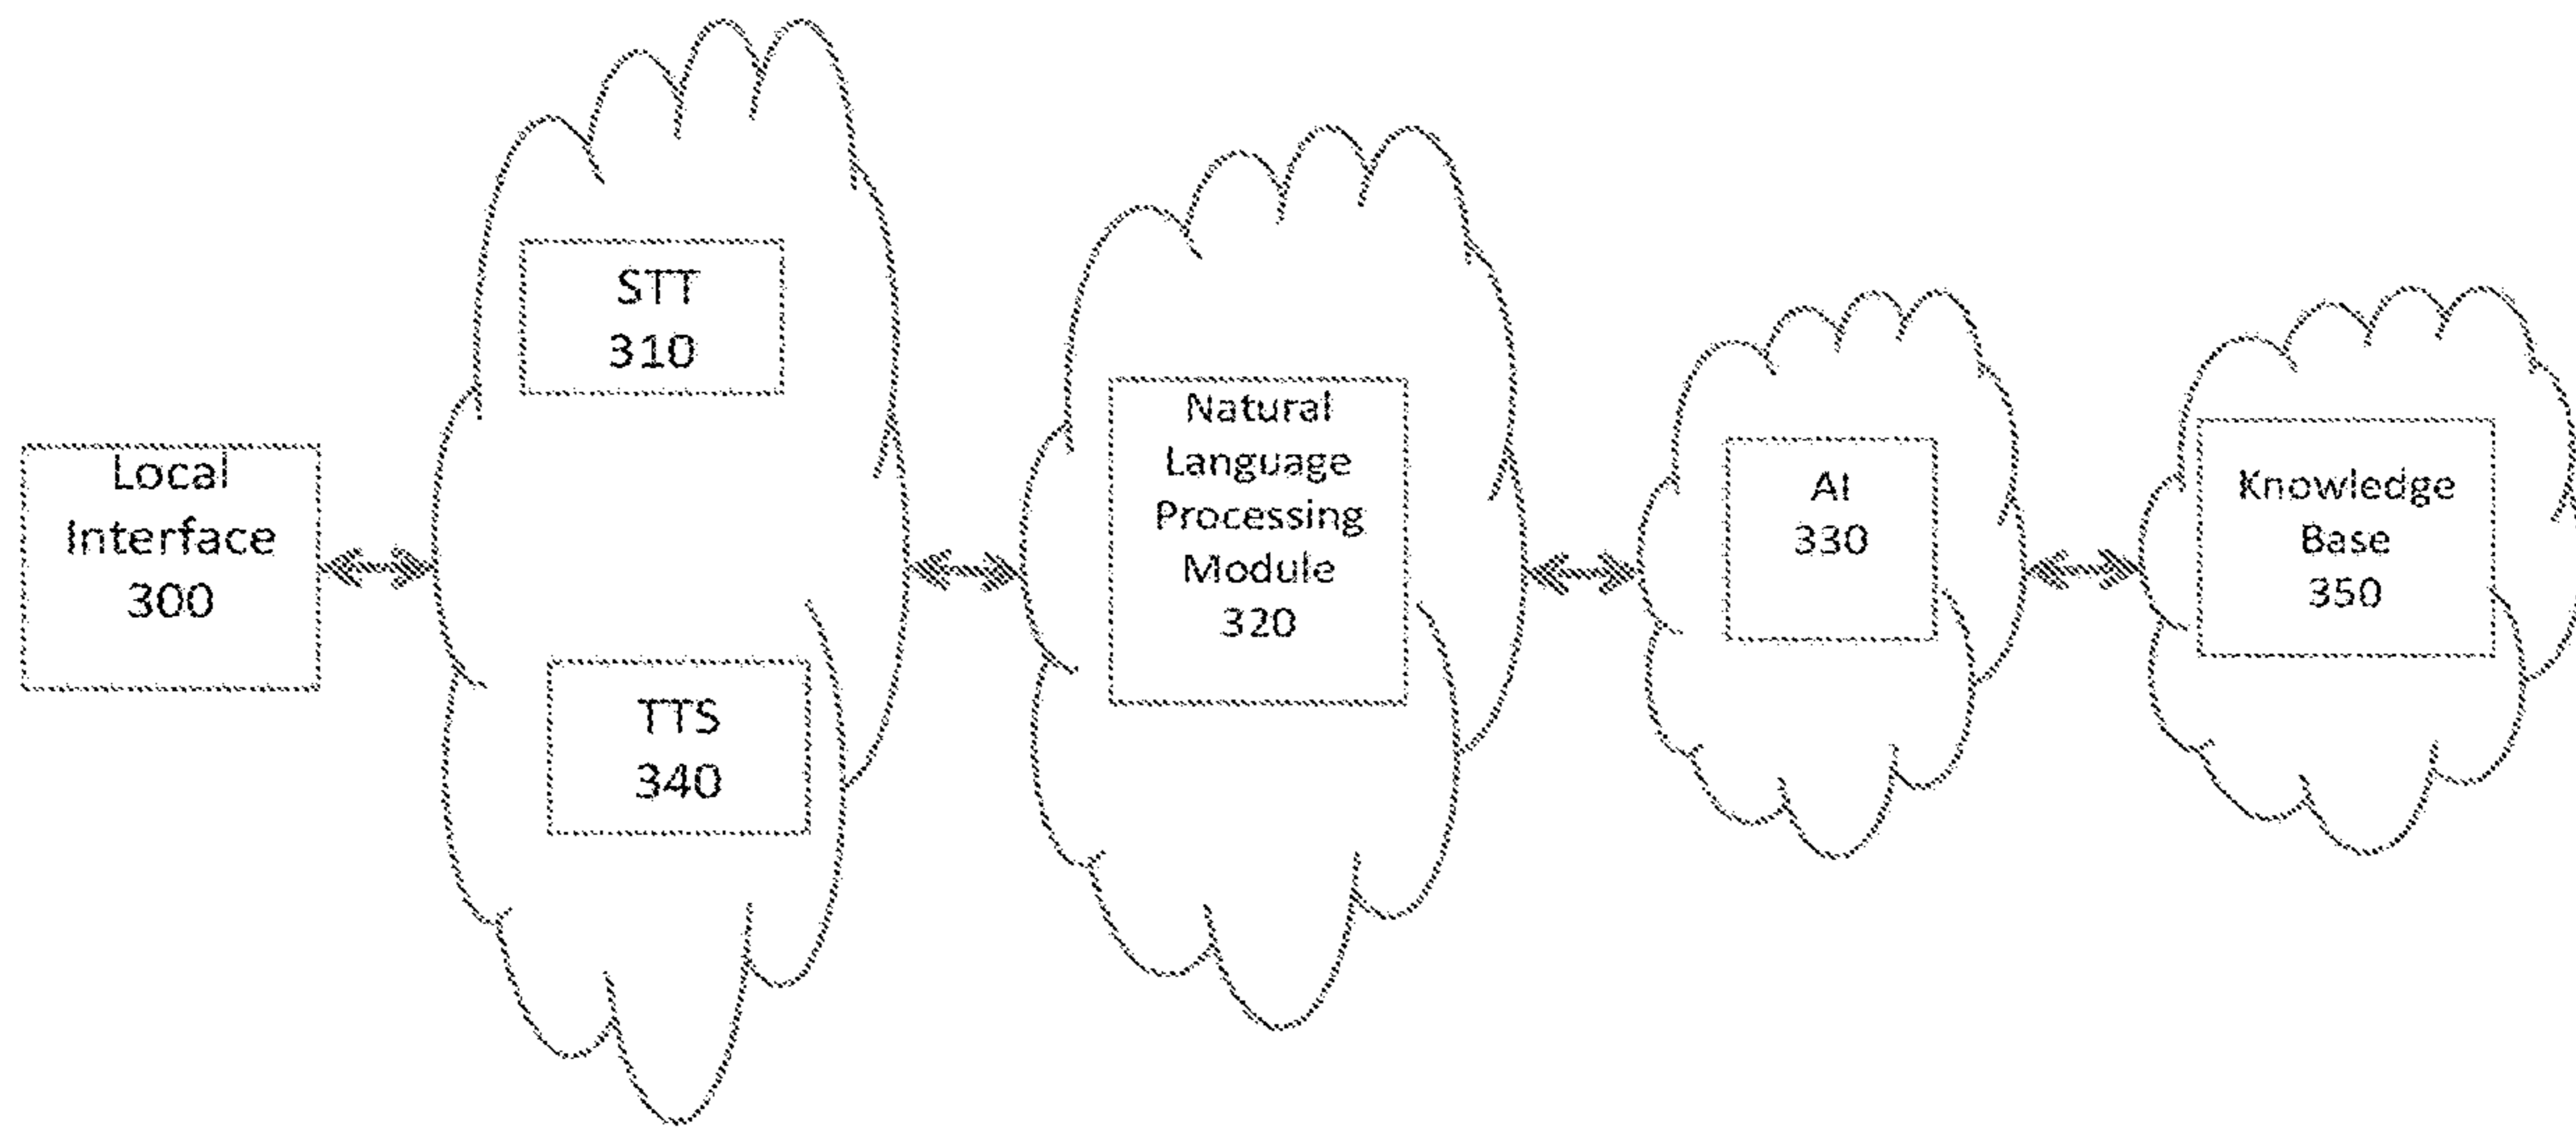 Local
Interface
300
STT
310
TTS
340
Natural
Language
Processing
Module
320
AI
330
Knowledge
Base
350